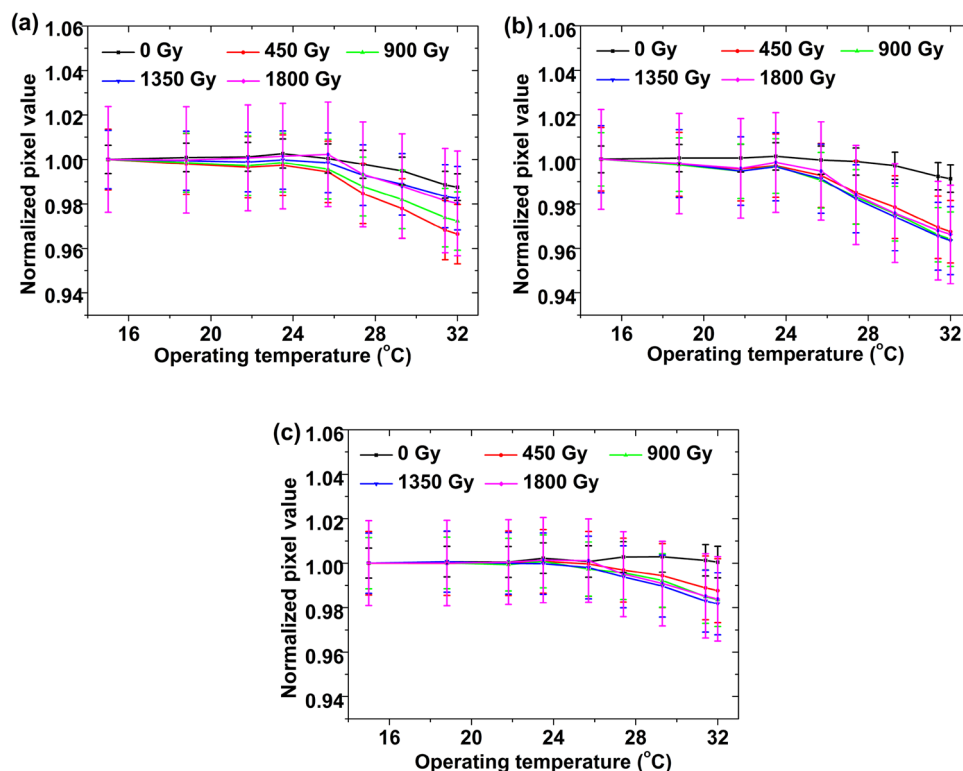 (a)
1.06
1.04
1.02
1.00
0.98
0.96
0.94
Normalized pixel value
0 Gy 450 Gy 900 Gy
1350 Gy 1800 Gy
16 20 24 28 32
Operating temperature (°C)
(b)
1.06
1.04
1.02
1.00
0.98
0.96
0.94
Normalized pixel value
0 Gy 450 Gy 900 Gy
1350 Gy 1800 Gy
16 20 24 28 32
Operating temperature (°C)
(c)
1.06
1.04
1.02
1.00
0.98
0.96
0.94
Normalized pixel value
0 Gy 450 Gy 900 Gy
1350 Gy 1800 Gy
16 20 24 28 32
Operating temperature (°C)